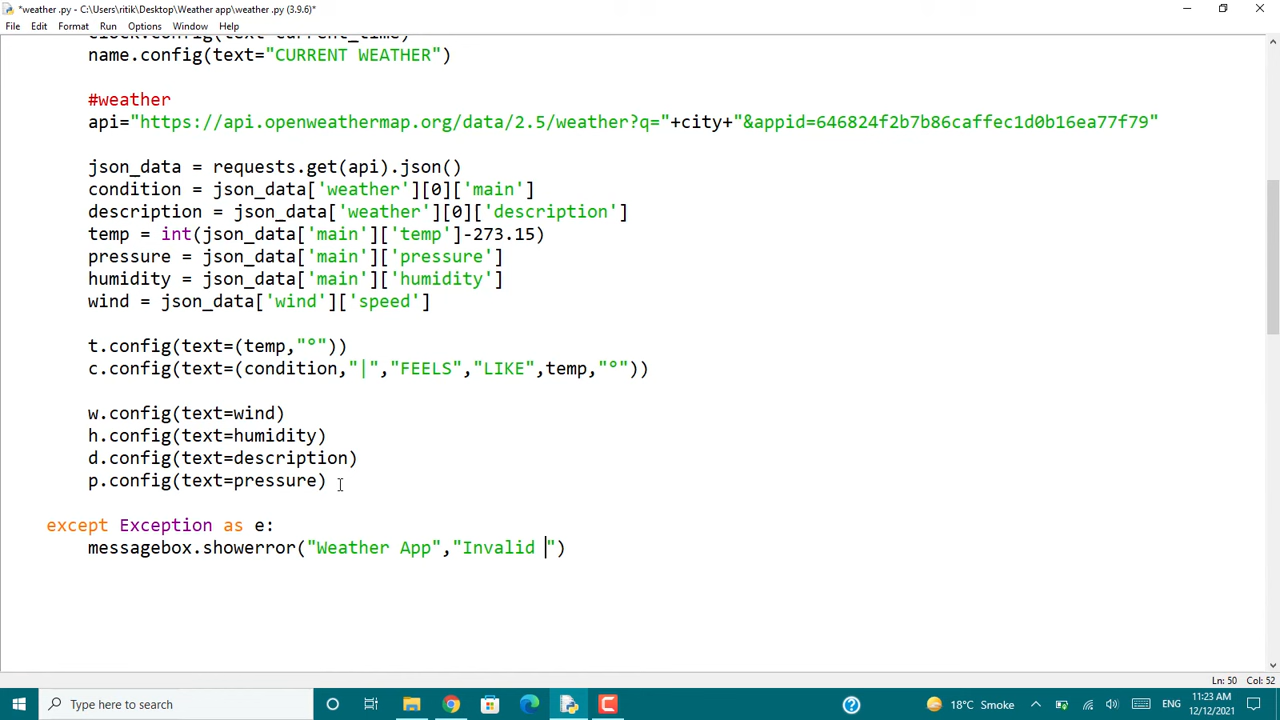 *weather .py - C:\Users\ritik\Desktop\Weather app\weather .py (3.9.6)*
File Edit Format Run Options Window Help
clock.config(text=current_time)
name.config(text="CURRENT WEATHER")
#weather
api="https://api.openweathermap.org/data/2.5/weather?q="+city+"&appid=646824f2b7b86caffec1d0b16ea77f79"
json_data = requests.get(api).json()
condition = json_data['weather'][0]['main']
description = json_data['weather'][0]['description']
temp = int(json_data['main']['temp']-273.15)
pressure = json_data['main']['pressure']
humidity = json_data['main']['humidity']
wind = json_data['wind']['speed']
t.config(text=(temp,"°"))
c.config(text=(condition,"|","FEELS","LIKE",temp,"°"))
w.config(text=wind)
h.config(text=humidity)
d.config(text=description)
p.config(text=pressure)
except Exception as e:
messagebox.showerror("Weather App","Invalid ")
Ln: 50 Col: 52
Type here to search
18°C Smoke
ENG
11:23 AM
12/12/2021